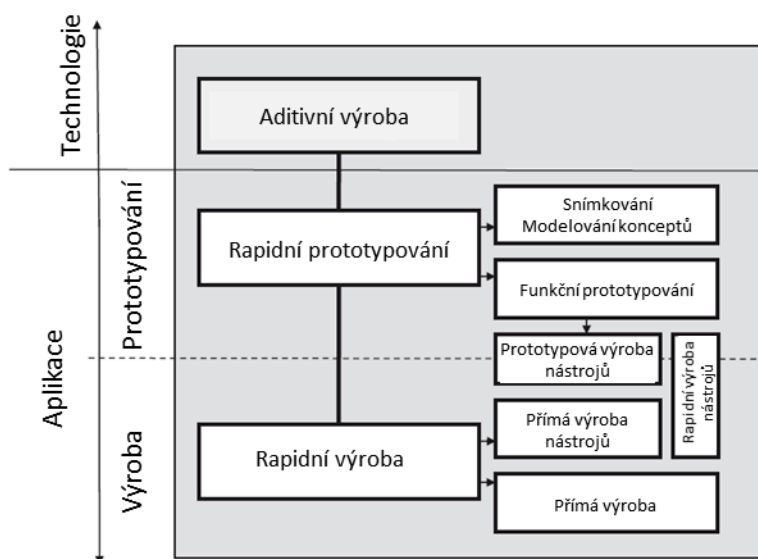 Technologie
Aditivní výroba
Aplikace
Prototypování
Rapidní prototypování
Snímkování
Modelování konceptů
Funkční prototypování
Prototypová výroba
nástrojů
Rapidní výroba
nástrojů
Výroba
Rapidní výroba
Přímá výroba
nástrojů
Přímá výroba